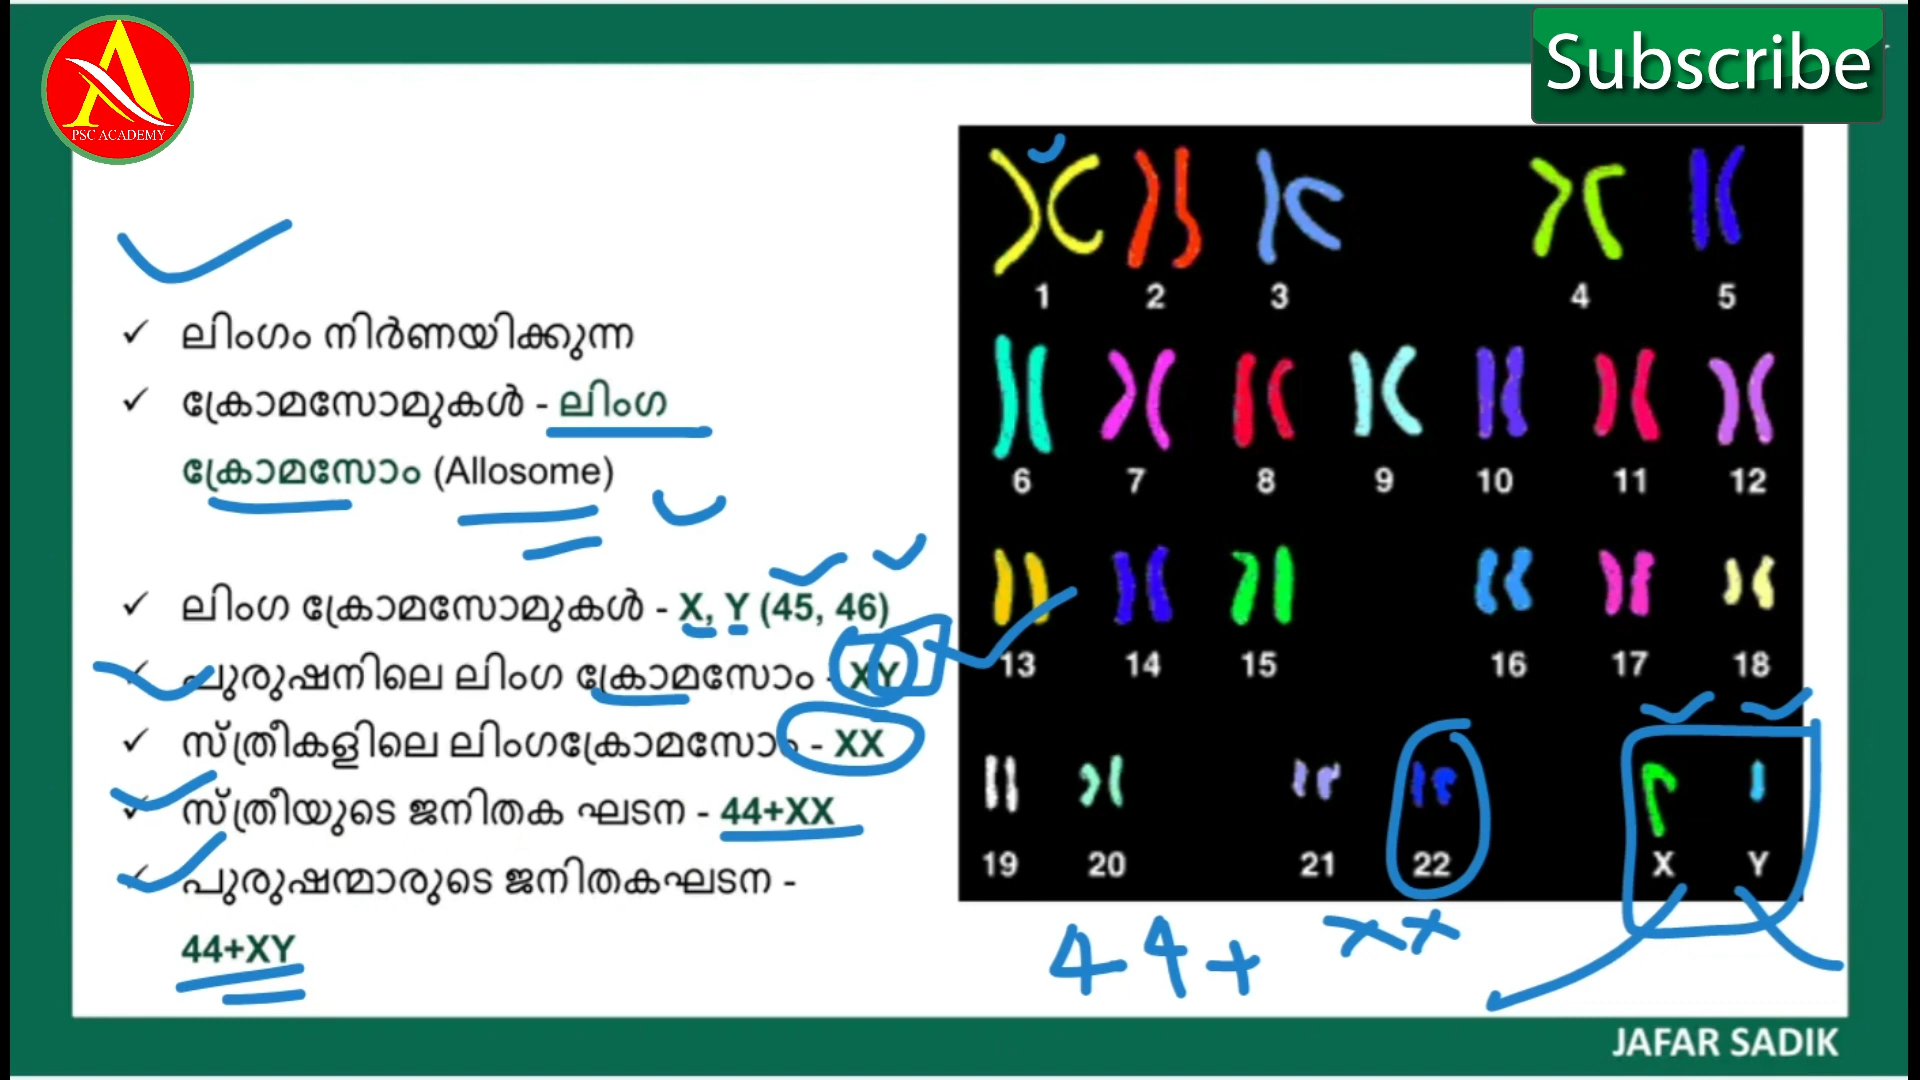 PSC ACADEMY
Subscribe
ലിംഗം നിർണയിക്കുന്ന
ക്രോമസോമുകൾ - ലിംഗ
ക്രോമസോം (Allosome)
ലിംഗ ക്രോമസോമുകൾ - X, Y (45, 46)
പുരുഷനിലെ ലിംഗ ക്രോമസോം - XY
സ്ത്രീകളിലെ ലിംഗക്രോമസോം - XX
സ്ത്രീയുടെ ജനിതക ഘടന - 44+XX
പുരുഷന്മാരുടെ ജനിതകഘടന -
44+XY
1 2 3 4 5
6 7 8 9 10 11 12
13 14 15 16 17 18
19 20 21 22 X Y
44+ XX
JAFAR SADIK